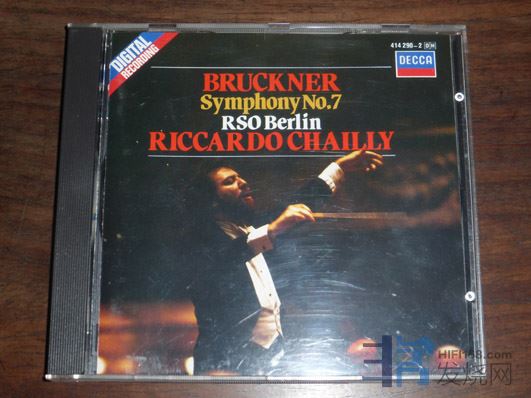 DIGITAL
RECORDING
414 290-2 DH
DECCA
BRUCKNER
Symphony No.7
RSO Berlin
RICCARDO CHAILLY
HIFI168.com
发烧网